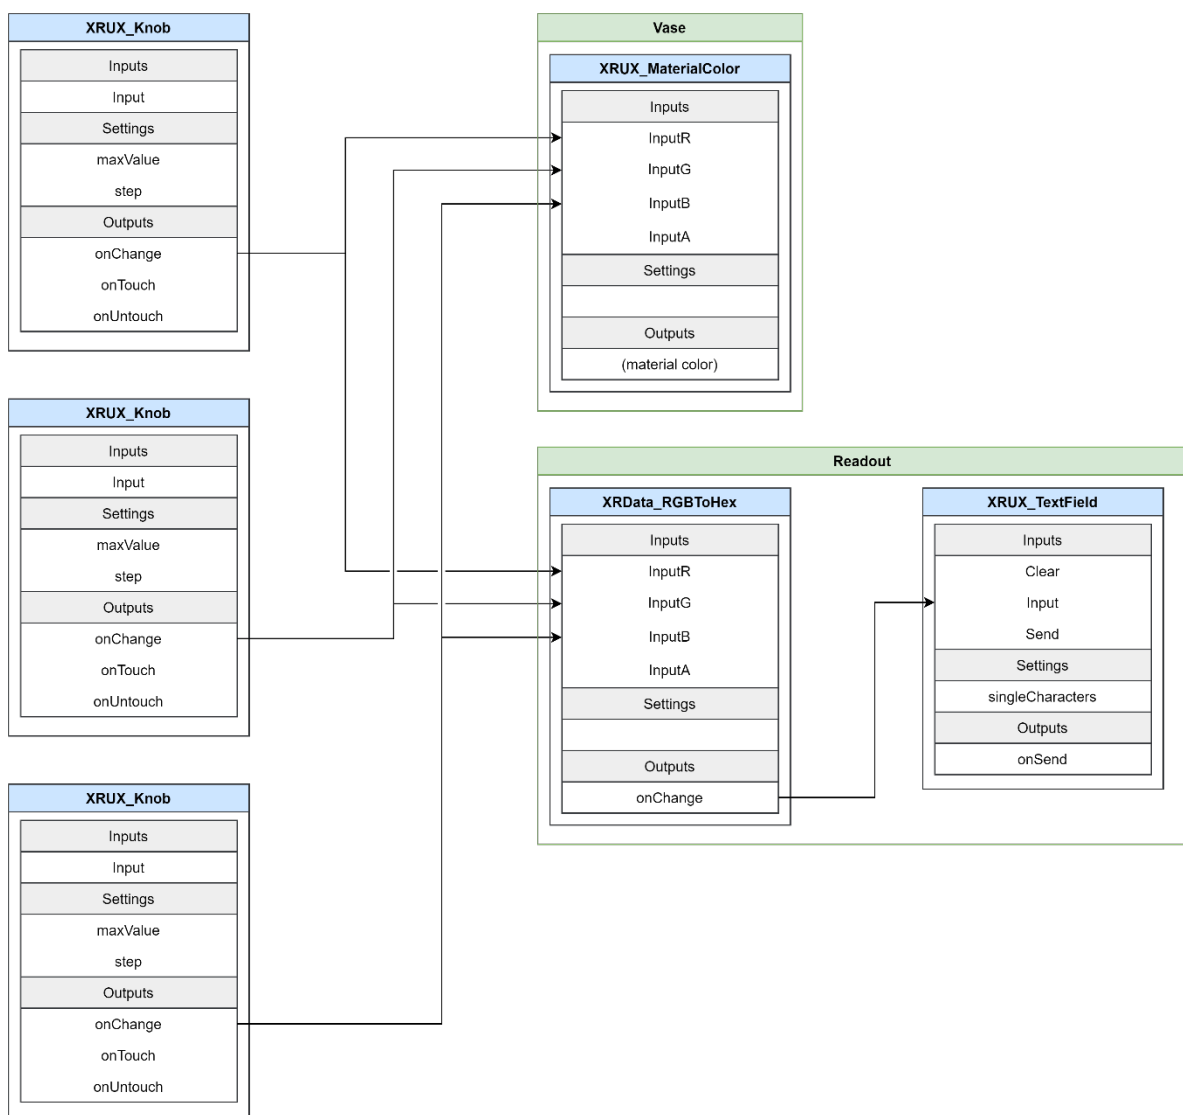 XRUX_Knob
Inputs
Input
Settings
maxValue
step
Outputs
onChange
onTouch
onUntouch
XRUX_Knob
Inputs
Input
Settings
maxValue
step
Outputs
onChange
onTouch
onUntouch
XRUX_Knob
Inputs
Input
Settings
maxValue
step
Outputs
onChange
onTouch
onUntouch
Vase
XRUX_MaterialColor
Inputs
InputR
InputG
InputB
InputA
Settings
Outputs
(material color)
Readout
XRData_RGBToHex
Inputs
InputR
InputG
InputB
InputA
Settings
Outputs
onChange
XRUX_TextField
Inputs
Clear
Input
Send
Settings
singleCharacters
Outputs
onSend